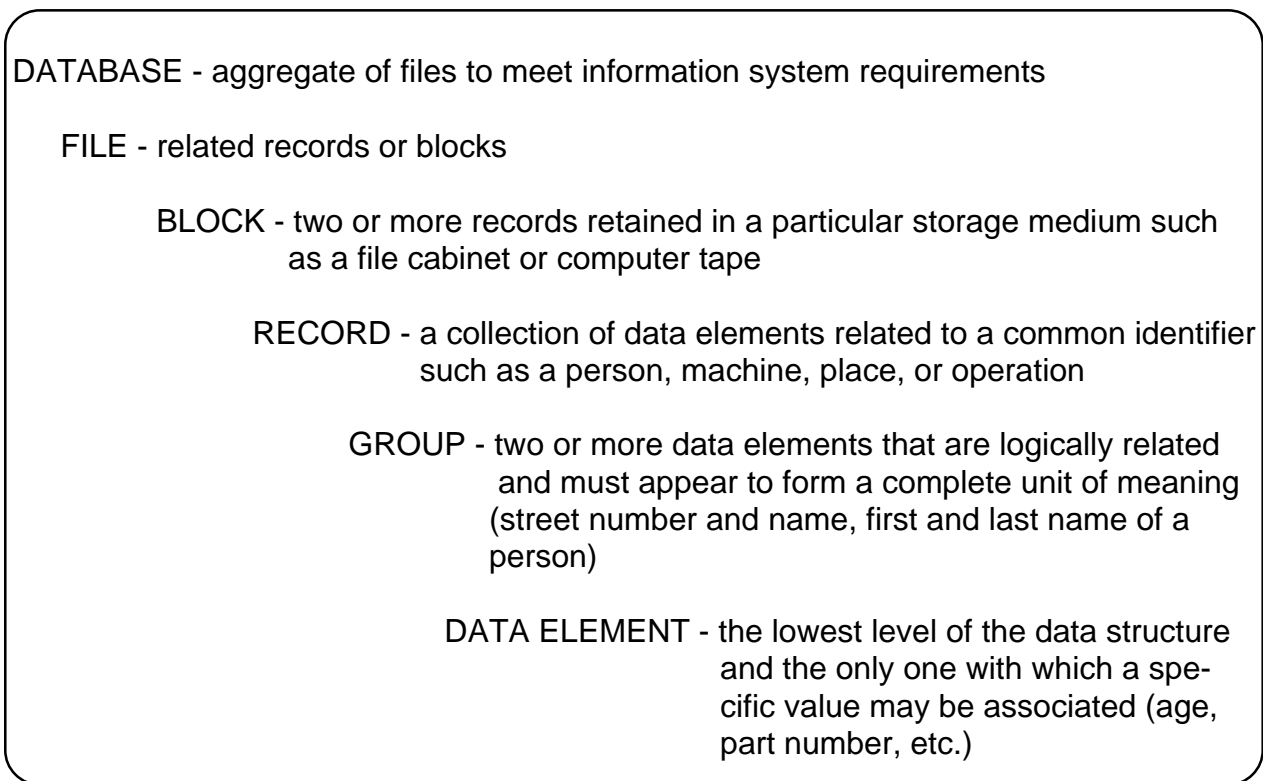 DATABASE - aggregate of files to meet information system requirements
FILE - related records or blocks
BLOCK - two or more records retained in a particular storage medium such
as a file cabinet or computer tape
RECORD - a collection of data elements related to a common identifier
such as a person, machine, place, or operation
GROUP - two or more data elements that are logically related
and must appear to form a complete unit of meaning
(street number and name, first and last name of a
person)
DATA ELEMENT - the lowest level of the data structure
and the only one with which a spe-
cific value may be associated (age,
part number, etc.)